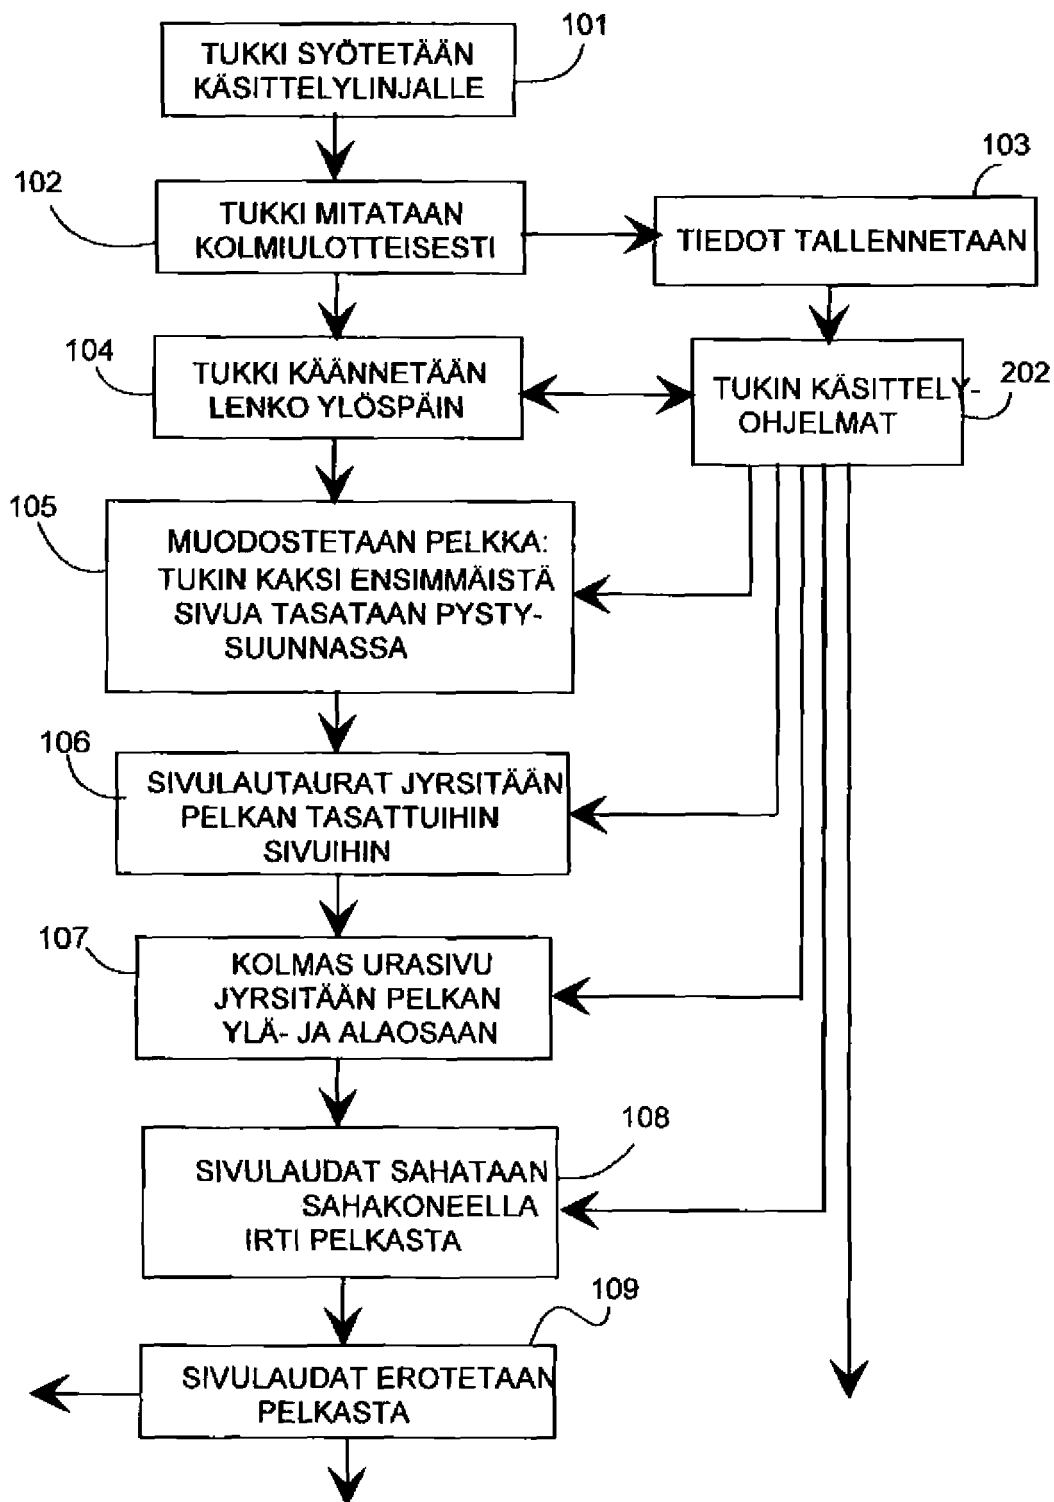 101
TUKKI SYÖTETÄÄN
KÄSITTELYLINJALLE
102
TUKKI MITATAAN
KOLMIULOTTEISESTI
103
TIEDOT TALLENNETAAN
104
TUKKI KÄÄNNETÄÄN
LENKO YLÖSPÄIN
202
TUKIN KÄSITTELY-
OHJELMAT
105
MUODOSTETAAN PELKKA:
TUKIN KAKSI ENSIMMÄISTÄ
SIVUA TASATAAN PYSTY-
SUUNNASSA
106
SIVULAUTAURAT JYRSITÄÄN
PELKAN TASATTUIHIN
SIVUIHIN
107
KOLMAS URASIVU
JYRSITÄÄN PELKAN
YLÄ- JA ALAOSAAN
108
SIVULAUDAT SAHATAAN
SAHAKONEELLA
IRTI PELKASTA
109
SIVULAUDAT EROTETAAN
PELKASTA